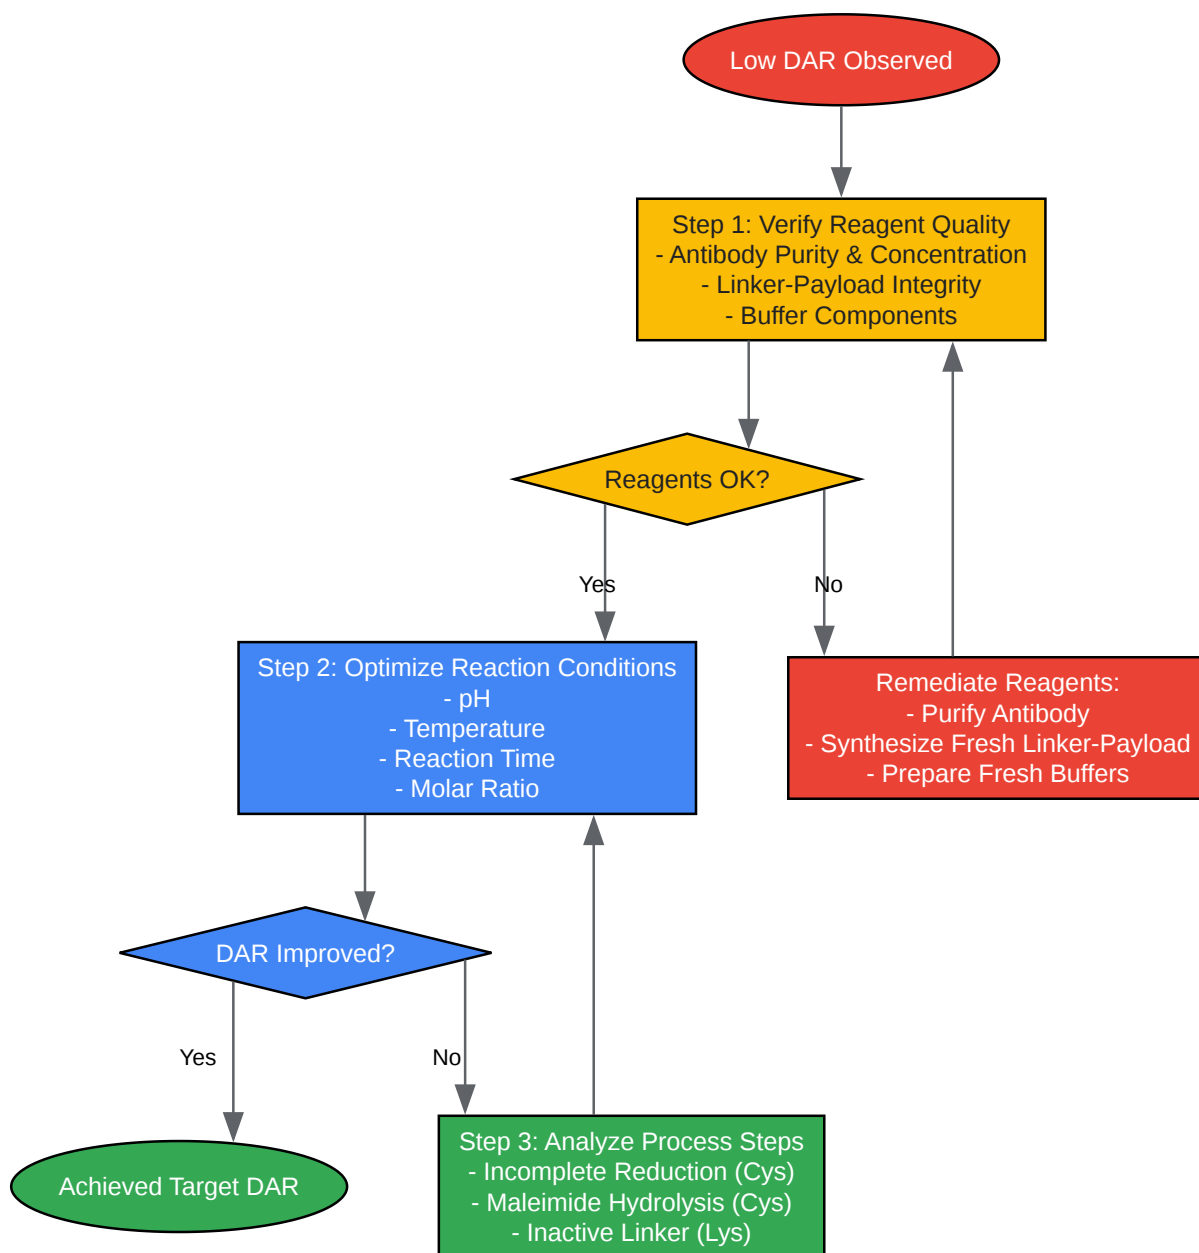 Low DAR Observed
Step 1: Verify Reagent Quality
- Antibody Purity & Concentration
- Linker-Payload Integrity
- Buffer Components
Reagents OK?
Yes
No
Step 2: Optimize Reaction Conditions
- pH
- Temperature
- Reaction Time
- Molar Ratio
Remediate Reagents:
- Purify Antibody
- Synthesize Fresh Linker-Payload
- Prepare Fresh Buffers
DAR Improved?
Yes
No
Achieved Target DAR
Step 3: Analyze Process Steps
- Incomplete Reduction (Cys)
- Maleimide Hydrolysis (Cys)
- Inactive Linker (Lys)